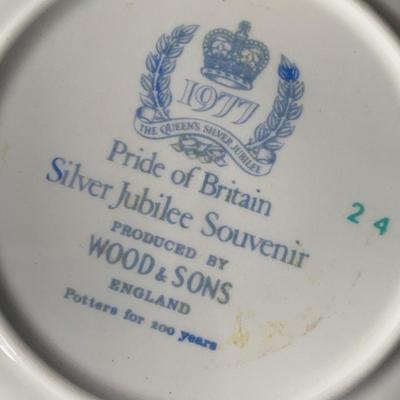 1977
THE QUEEN'S SILVER JUBILEE
Pride of Britain
Silver Jubilee Souvenir
PRODUCED BY
WOOD & SONS
ENGLAND
Potters for 200 years
24